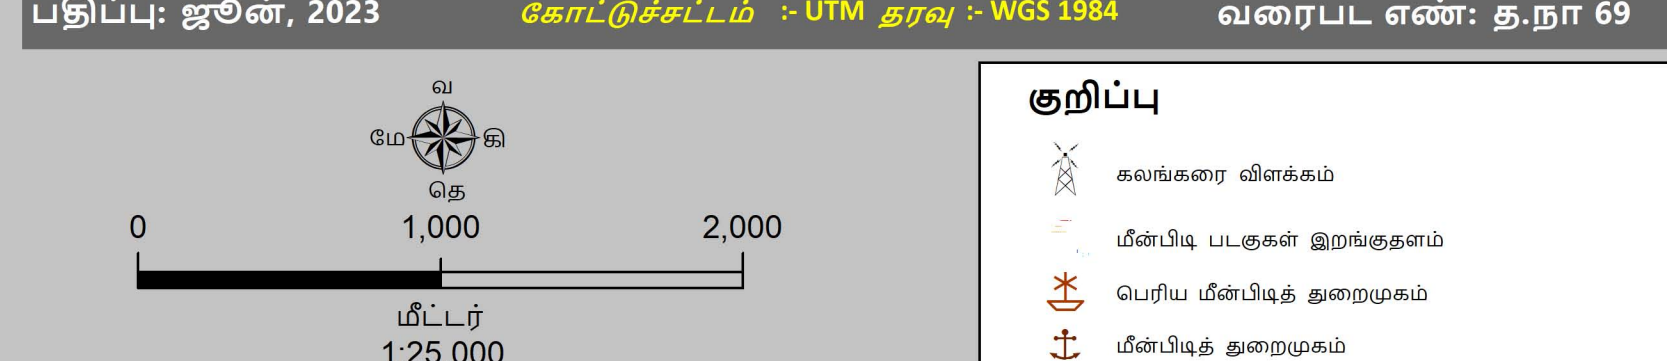 பதிப்பு: ஜூன், 2023 கோட்டுச்சட்டம் :- UTM தரவு :- WGS 1984 வரைபட எண்: த.நா 69
வ
மே கி
தெ
0 1,000 2,000
மீட்டர்
1:25,000
குறிப்பு
கலங்கரை விளக்கம்
மீன்பிடி படகுகள் இறங்குதளம்
பெரிய மீன்பிடித் துறைமுகம்
மீன்பிடித் துறைமுகம்